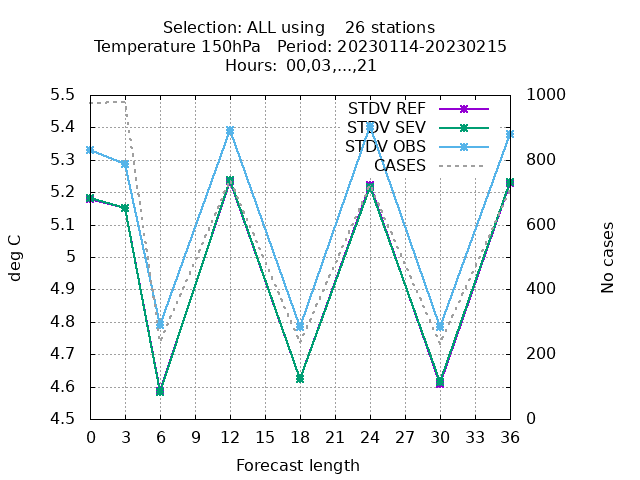 Selection: ALL using    26 stations
Temperature 150hPa   Period: 20230114-20230215
Hours: 00,03,...,21
5.5
5.4
5.3
5.2
5.1
5
4.9
4.8
4.7
4.6
4.5
deg C
STDV REF
STDV SEV
STDV OBS
CASES
1000
800
600
400
200
0
No cases
0 3 6 9 12 15 18 21 24 27 30 33 36
Forecast length